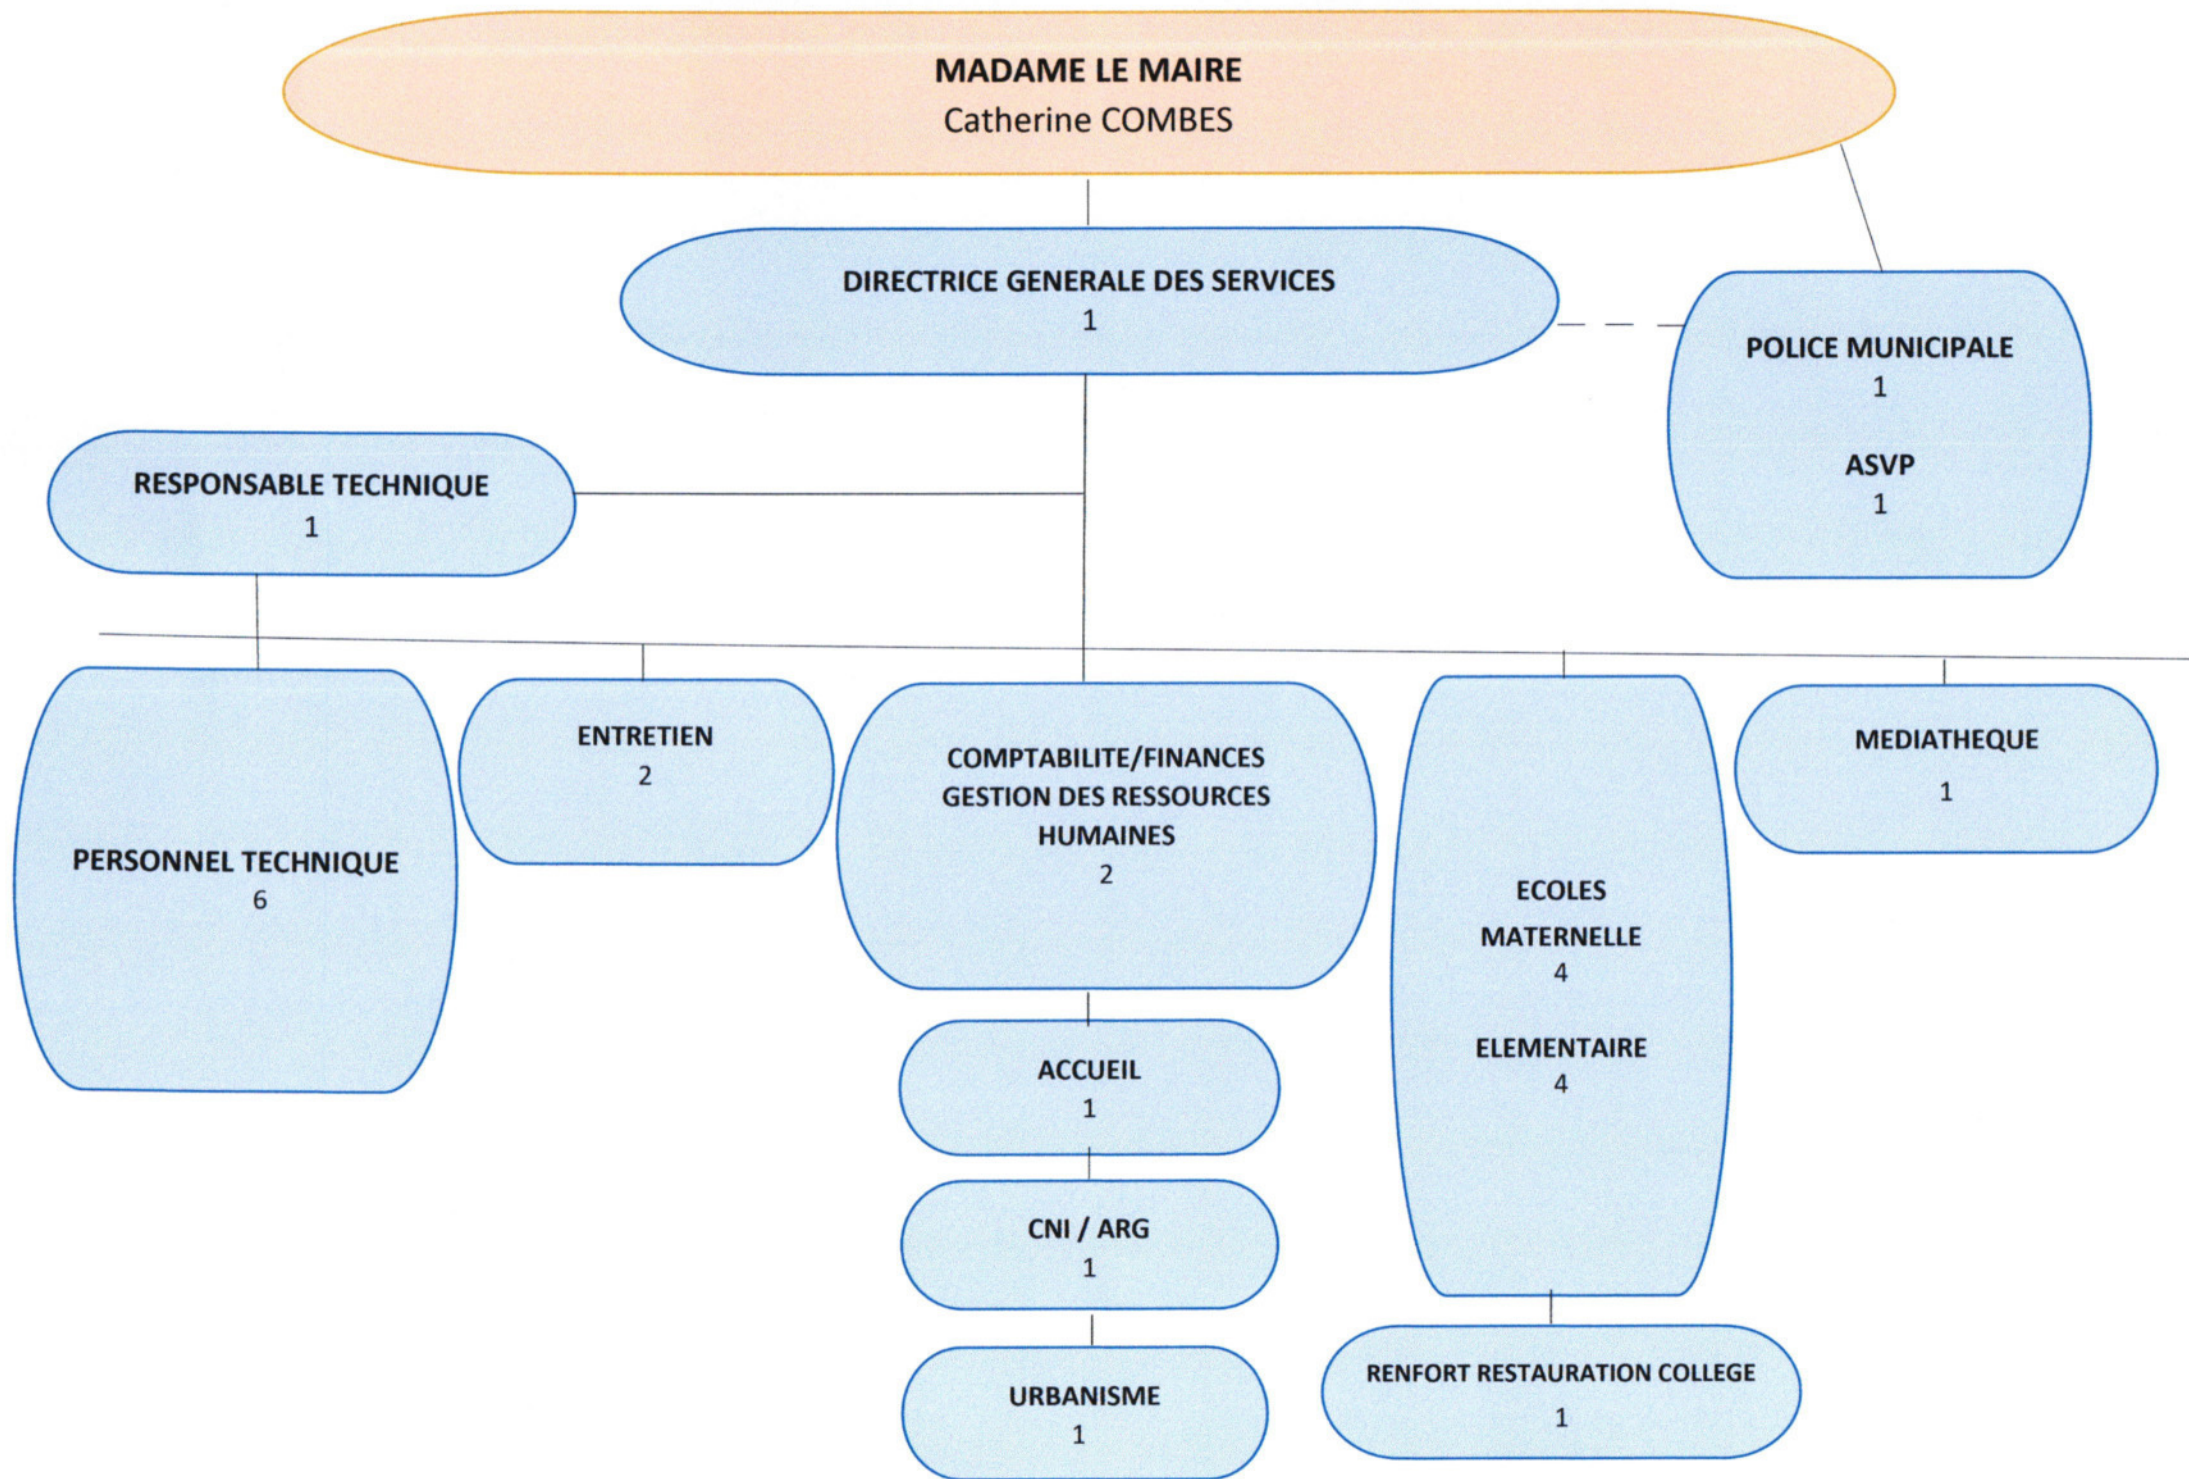 MADAME LE MAIRE
Catherine COMBES
DIRECTRICE GENERALE DES SERVICES
1
POLICE MUNICIPALE
1
ASVP
1
RESPONSABLE TECHNIQUE
1
PERSONNEL TECHNIQUE
6
ENTRETIEN
2
COMPTABILITE/FINANCES
GESTION DES RESSOURCES
HUMAINES
2
ACCUEIL
1
CNI / ARG
1
URBANISME
1
ECOLES
MATERNELLE
4
ELEMENTAIRE
4
RENFORT RESTAURATION COLLEGE
1
MEDIATHEQUE
1